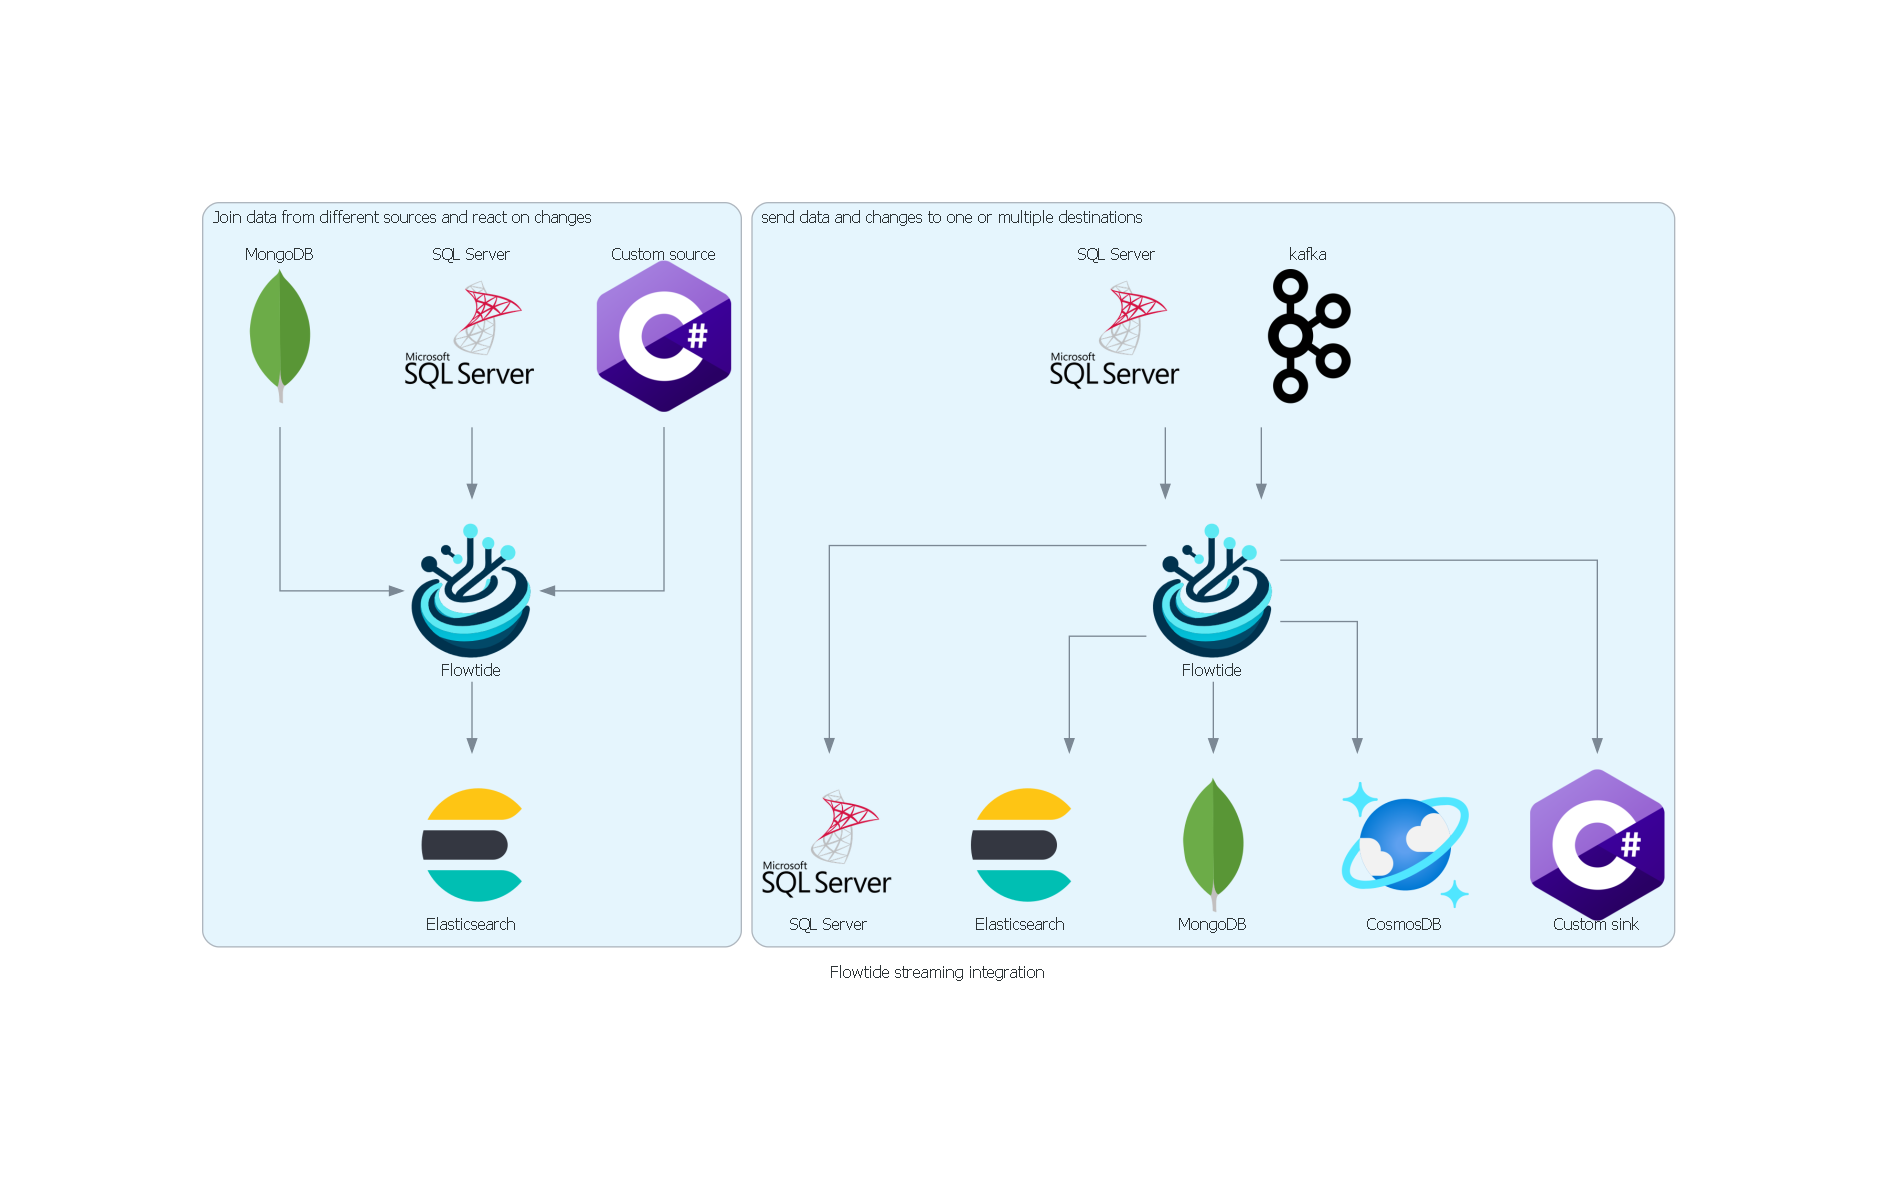 Join data from different sources and react on changes
MongoDB
SQL Server
Custom source
Microsoft
SQL Server
C#
Flowtide
Elasticsearch
send data and changes to one or multiple destinations
SQL Server
kafka
Microsoft
SQL Server
Flowtide
Microsoft
SQL Server
C#
SQL Server
Elasticsearch
MongoDB
CosmosDB
Custom sink
Flowtide streaming integration